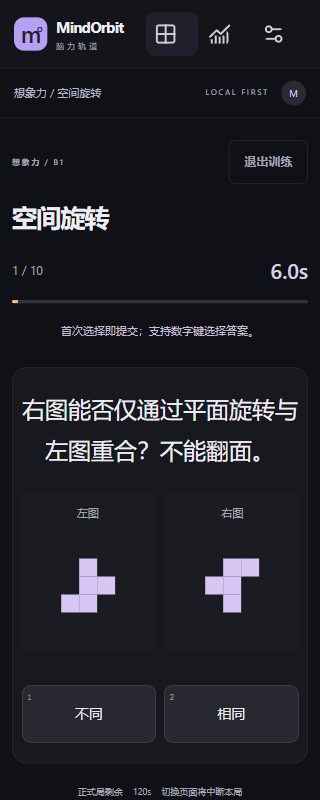 MindOrbit
脑力轨道
想象力 / 空间旋转
LOCAL FIRST
M
想象力 / B1
退出训练
空间旋转
1 / 10
6.0s
首次选择即提交；支持数字键选择答案。
右图能否仅通过平面旋转与
左图重合？不能翻面。
左图
右图
1
不同
2
相同
正式局剩余 120s 切换页面将中断本局